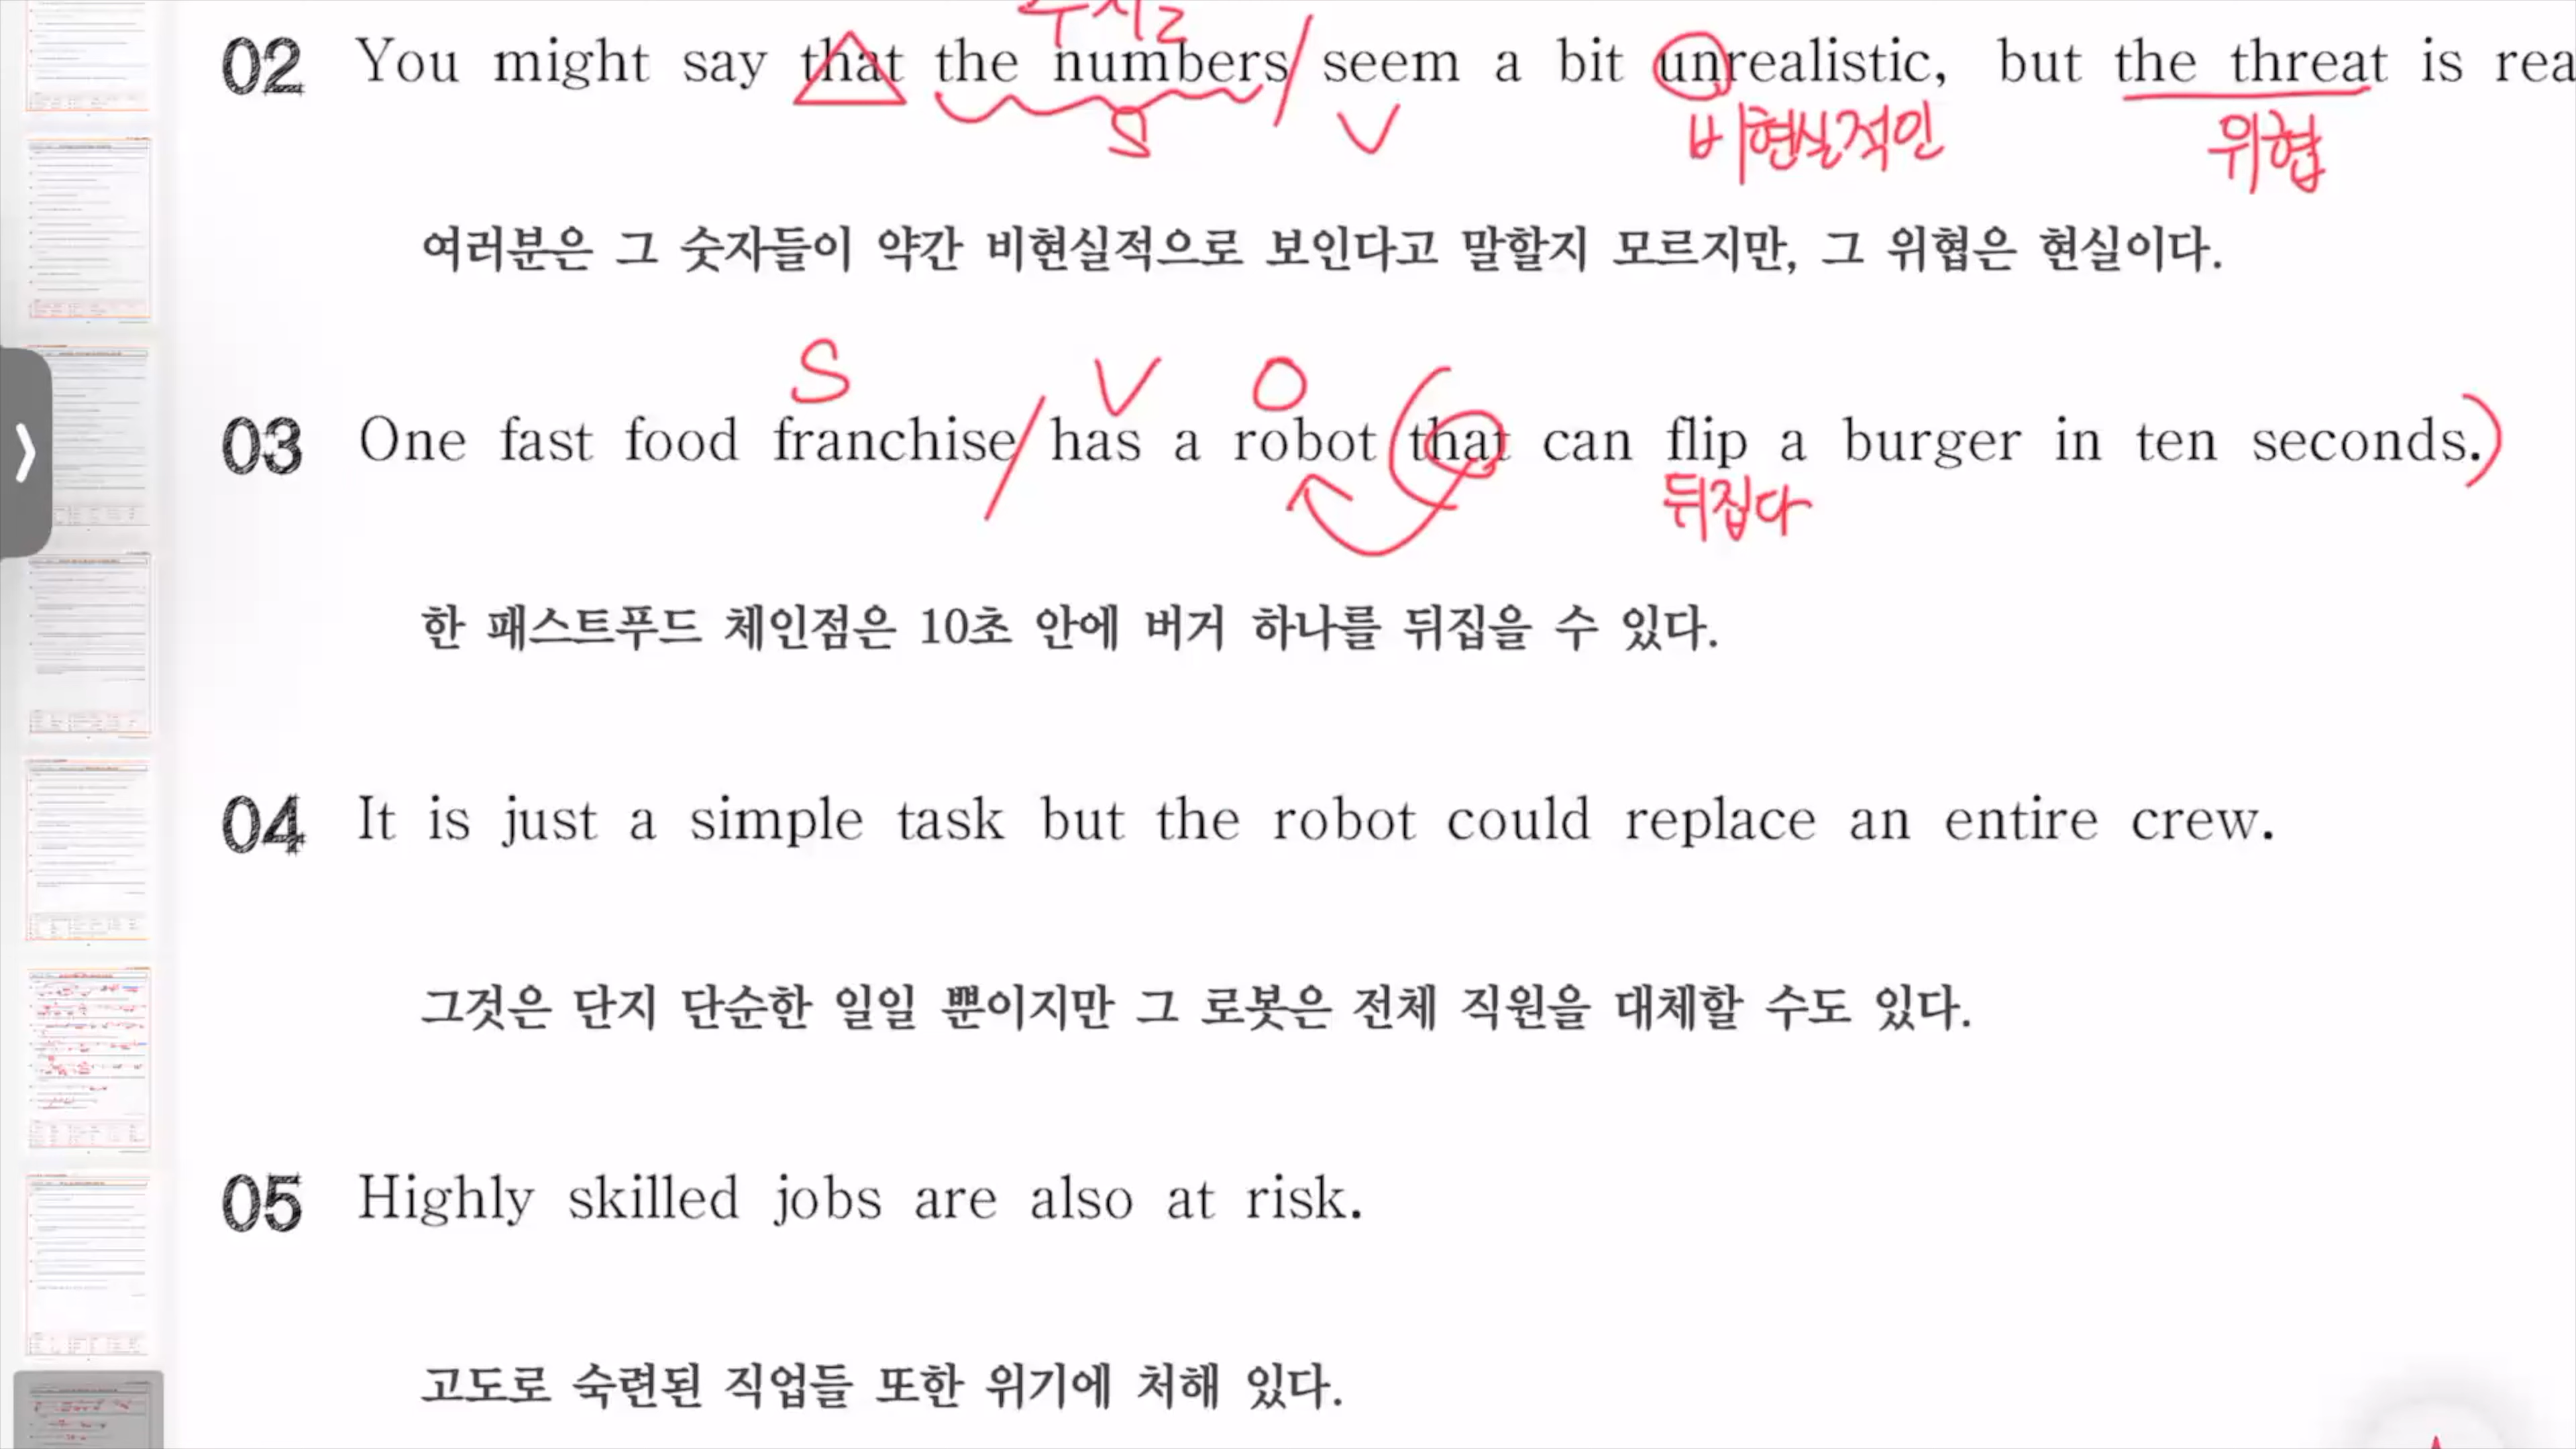 02 You might say that the numbers seem a bit unrealistic, but the threat is rea
S V 비현실적인 위협
여러분은 그 숫자들이 약간 비현실적으로 보인다고 말할지 모르지만, 그 위협은 현실이다.
S V O
03 One fast food franchise has a robot (that can flip a burger in ten seconds.)
뒤집다
한 패스트푸드 체인점은 10초 안에 버거 하나를 뒤집을 수 있다.
04 It is just a simple task but the robot could replace an entire crew.
그것은 단지 단순한 일일 뿐이지만 그 로봇은 전체 직원을 대체할 수도 있다.
05 Highly skilled jobs are also at risk.
고도로 숙련된 직업들 또한 위기에 처해 있다.